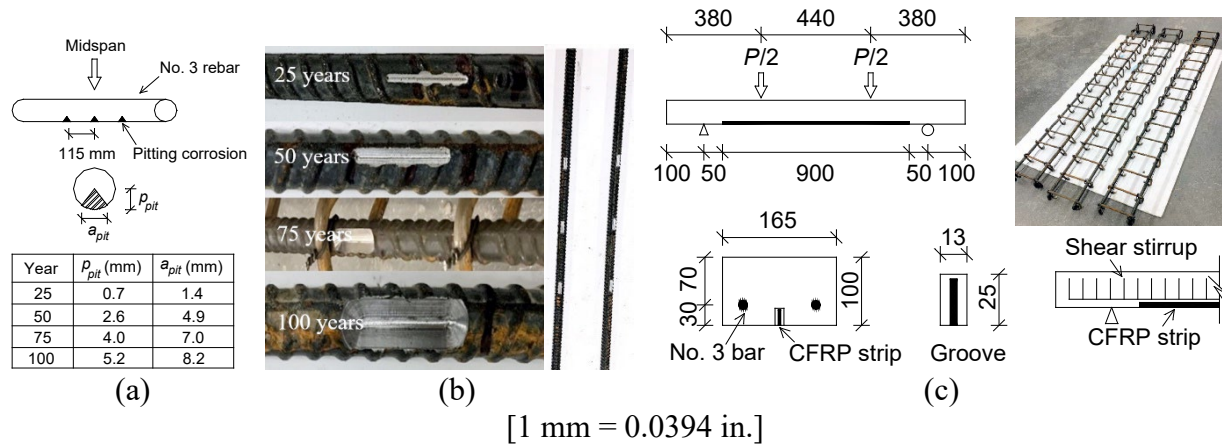 Midspan
No. 3 rebar
115 mm
Pitting corrosion
p_pit
a_pit
Year p_pit (mm) a_pit (mm)
25 0.7 1.4
50 2.6 4.9
75 4.0 7.0
100 5.2 8.2
(a)
25 years
50 years
75 years
100 years
(b)
380 440 380
P/2 P/2
100 50 900 50 100
165
70
30
100
No. 3 bar
CFRP strip
13
25
Groove
Shear stirrup
CFRP strip
(c)
[1 mm = 0.0394 in.]